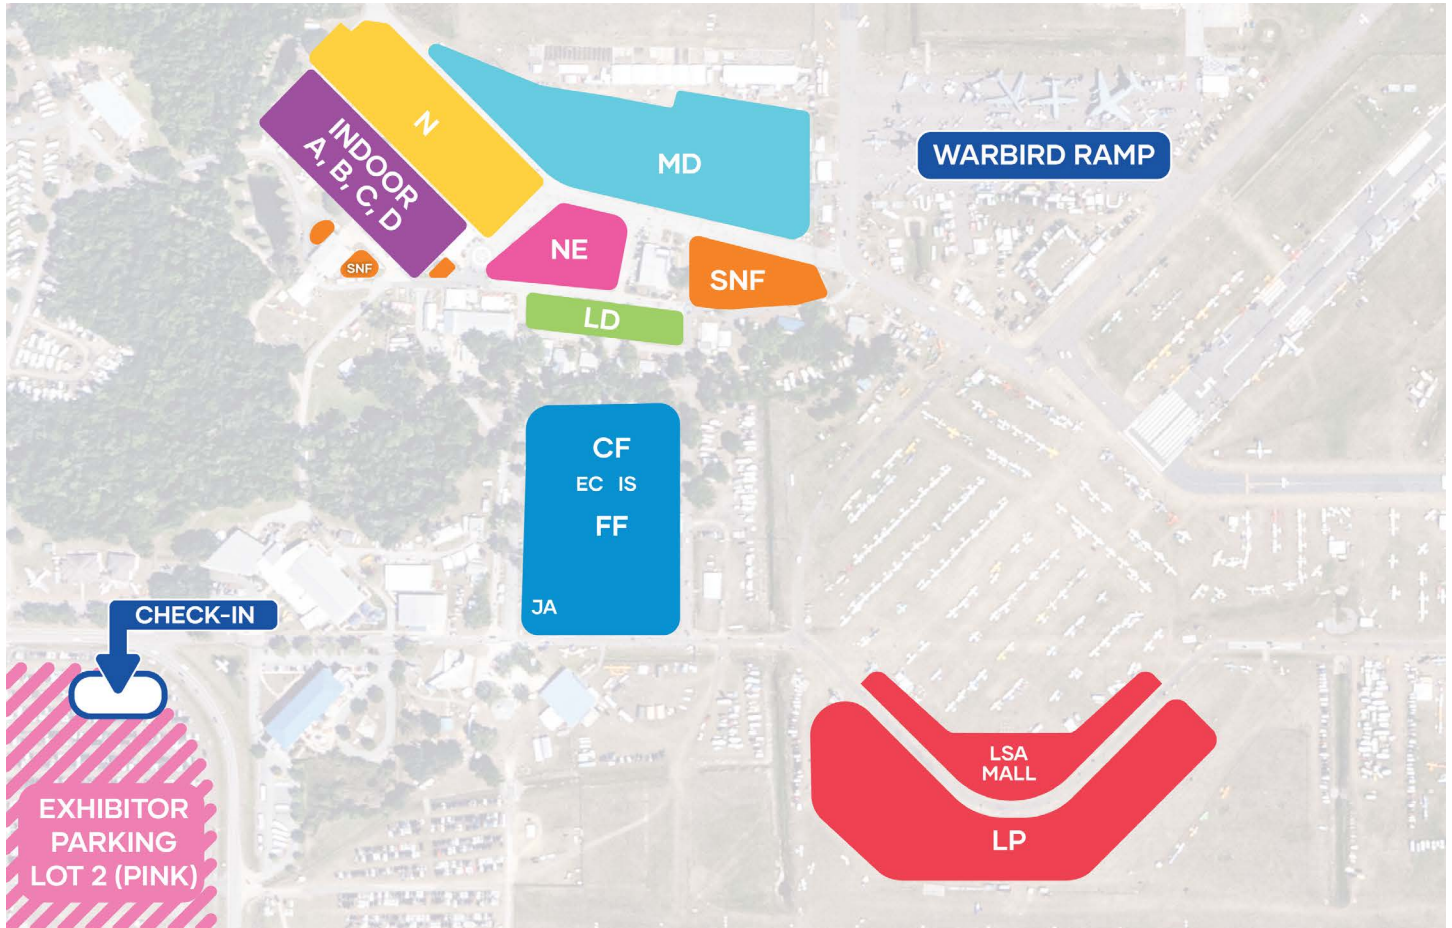 N
INDOOR
A, B, C, D
MD
WARBIRD RAMP
NE
SNF
SNF
LD
CF
EC IS
FF
JA
CHECK-IN
EXHIBITOR
PARKING
LOT 2 (PINK)
LSA
MALL
LP